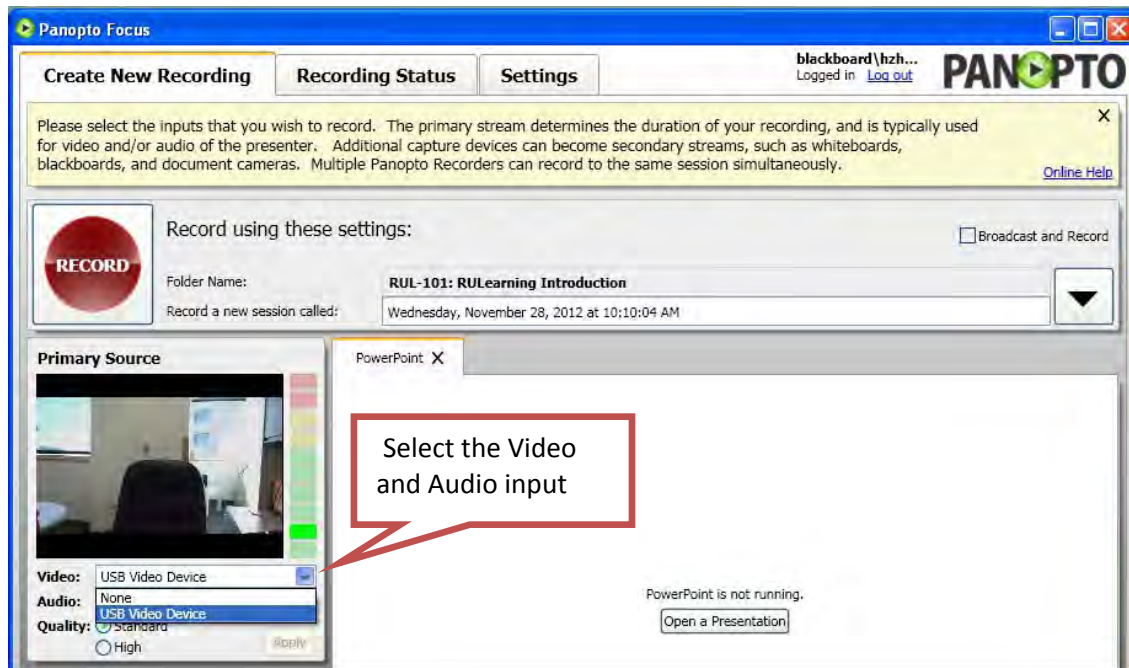 Panopto Focus
Create New Recording
Recording Status
Settings
blackboard\hzh...
Logged in Log out
PANOPTO
Please select the inputs that you wish to record. The primary stream determines the duration of your recording, and is typically used
for video and/or audio of the presenter. Additional capture devices can become secondary streams, such as whiteboards,
blackboards, and document cameras. Multiple Panopto Recorders can record to the same session simultaneously.
X
Online Help
RECORD
Record using these settings:
Broadcast and Record
Folder Name:
RUL-101: RULearning Introduction
Record a new session called:
Wednesday, November 28, 2012 at 10:10:04 AM
Primary Source
PowerPoint X
Select the Video
and Audio input
Video: USB Video Device
None
Audio:
USB Video Device
Quality: Standard
High
Apply
PowerPoint is not running.
Open a Presentation